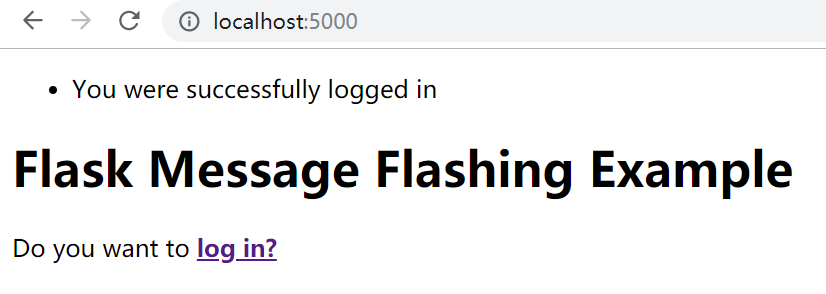 localhost:5000
You were successfully logged in
Flask Message Flashing Example
Do you want to log in?